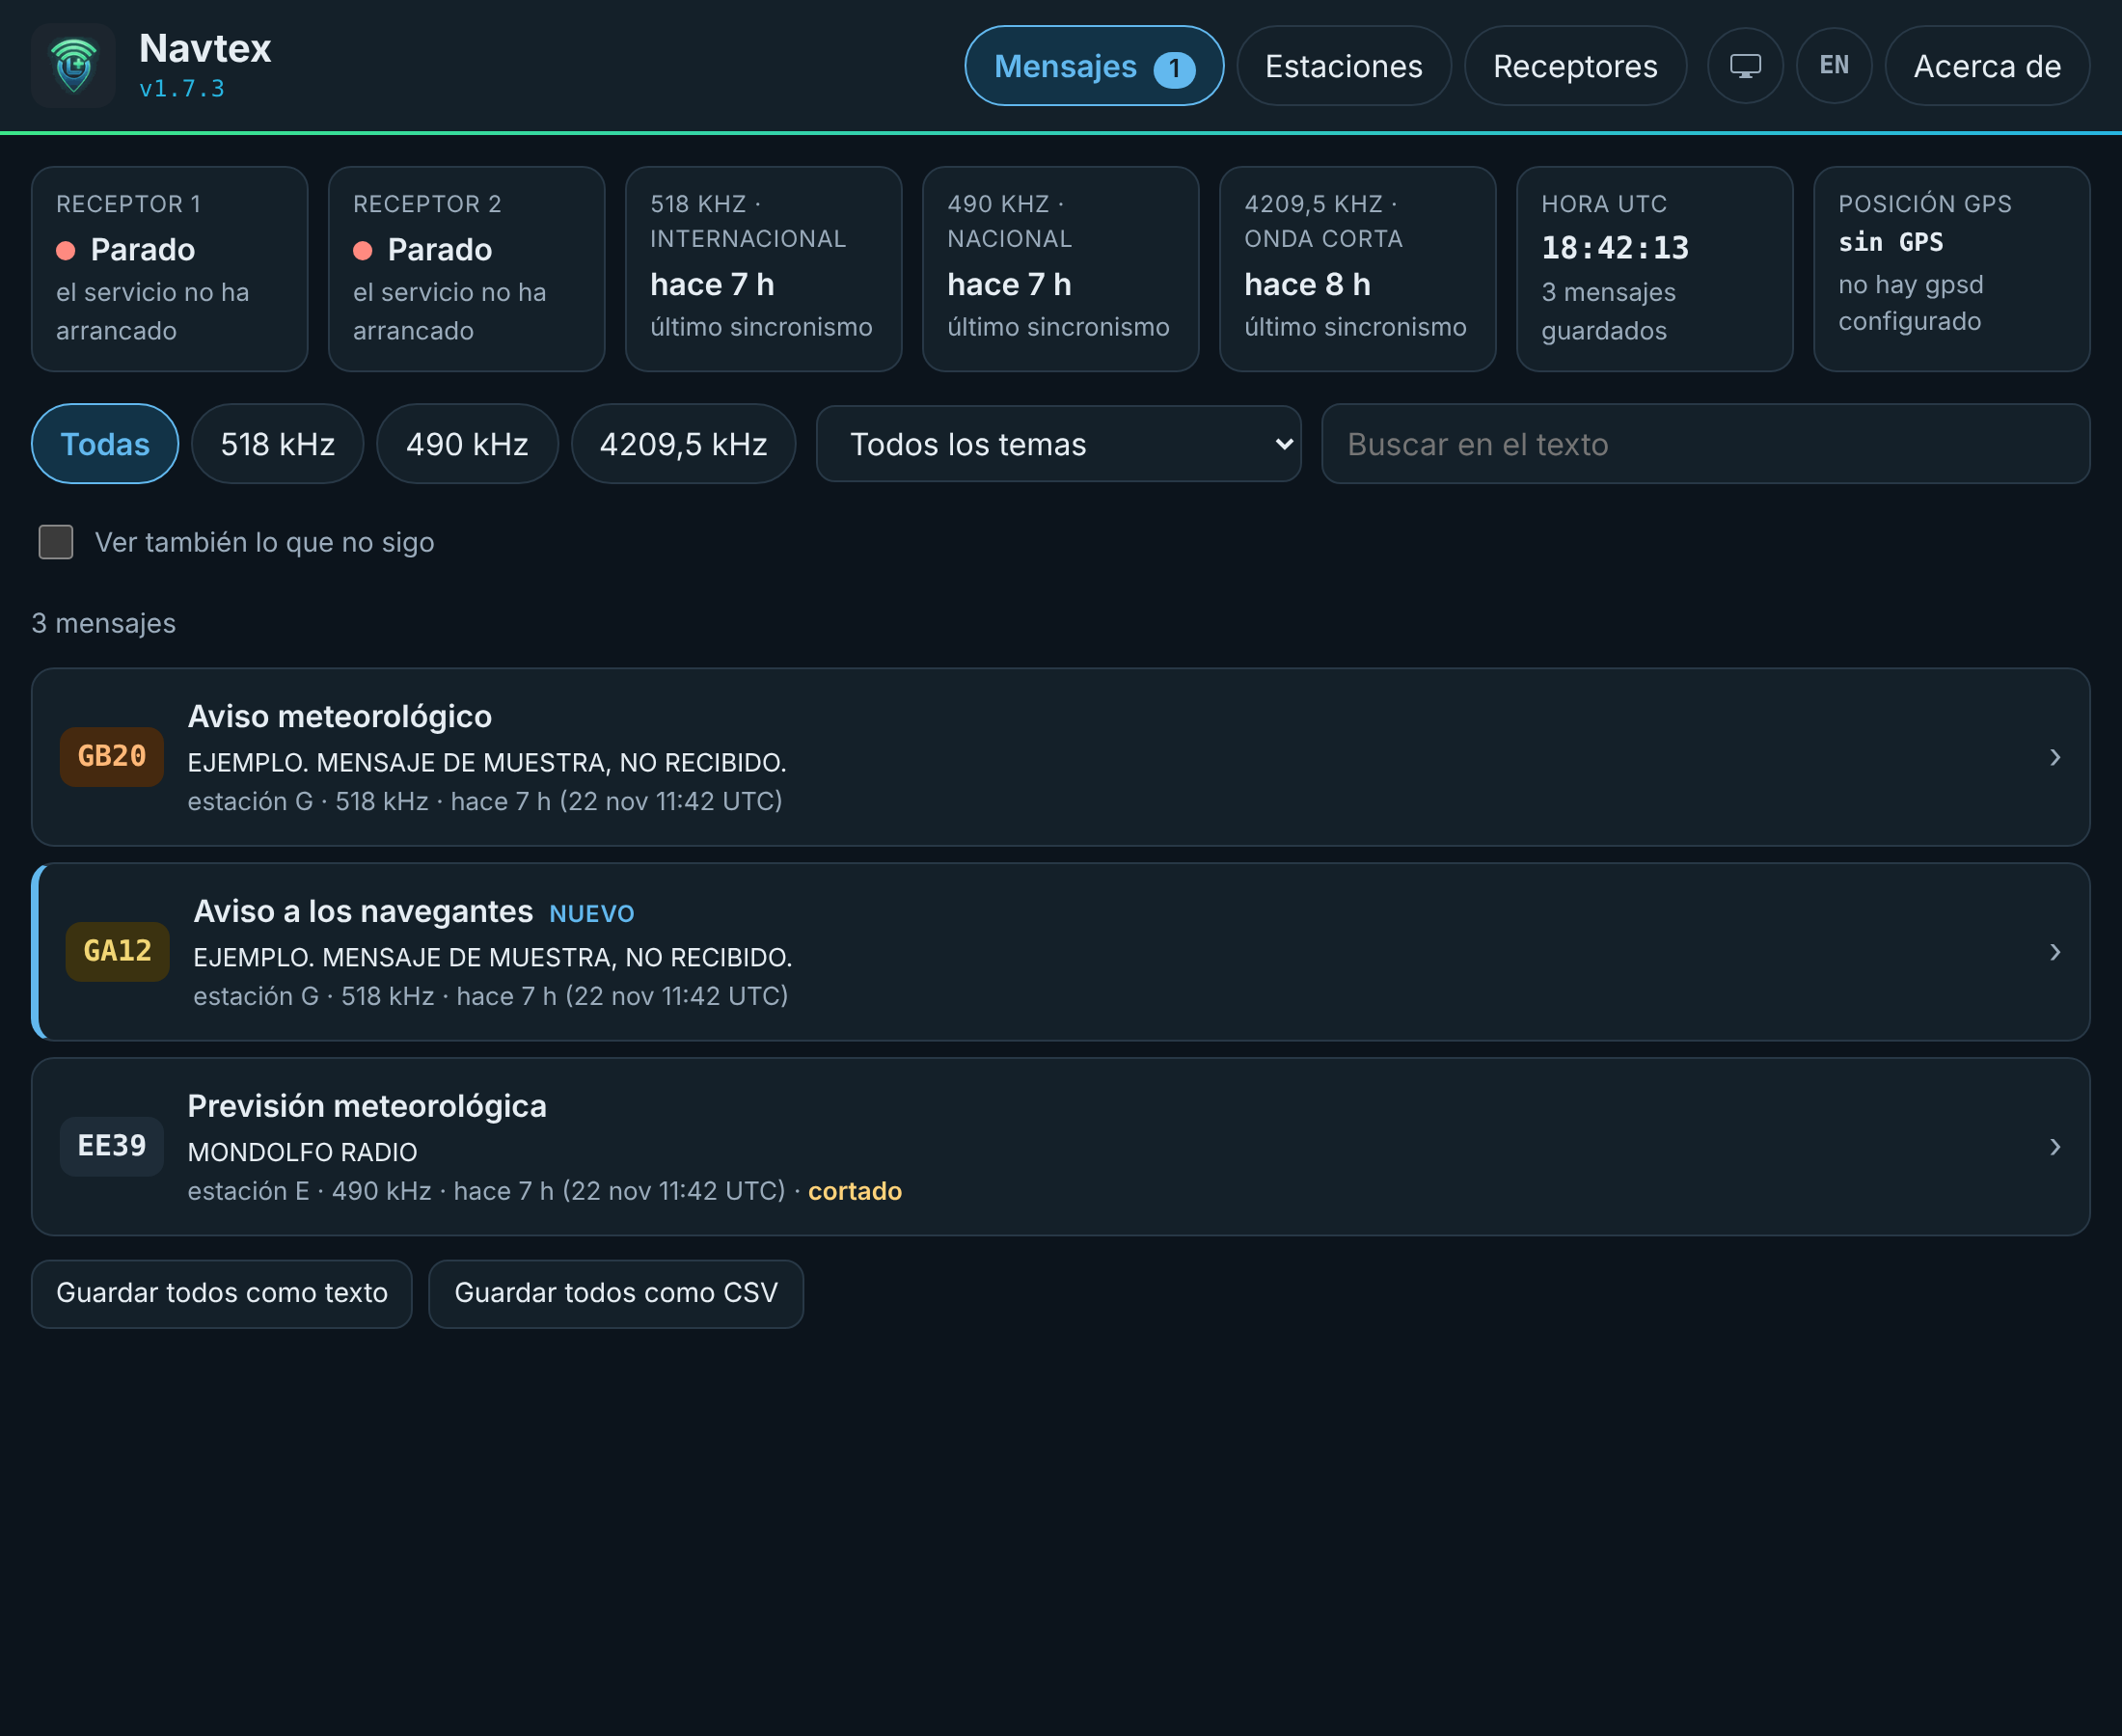 Navtex
v1.7.3
Mensajes 1
Estaciones
Receptores
EN
Acerca de
RECEPTOR 1
Parado
el servicio no ha
arrancado
RECEPTOR 2
Parado
el servicio no ha
arrancado
518 KHZ ·
INTERNACIONAL
hace 7 h
último sincronismo
490 KHZ ·
NACIONAL
hace 7 h
último sincronismo
4209,5 KHZ ·
ONDA CORTA
hace 8 h
último sincronismo
HORA UTC
18:42:13
3 mensajes
guardados
POSICIÓN GPS
sin GPS
no hay gpsd
configurado
Todas
518 kHz
490 kHz
4209,5 kHz
Todos los temas
Buscar en el texto
Ver también lo que no sigo
3 mensajes
GB20
Aviso meteorológico
EJEMPLO. MENSAJE DE MUESTRA, NO RECIBIDO.
estación G · 518 kHz · hace 7 h (22 nov 11:42 UTC)
GA12
Aviso a los navegantes NUEVO
EJEMPLO. MENSAJE DE MUESTRA, NO RECIBIDO.
estación G · 518 kHz · hace 7 h (22 nov 11:42 UTC)
EE39
Previsión meteorológica
MONDOLFO RADIO
estación E · 490 kHz · hace 7 h (22 nov 11:42 UTC) · cortado
Guardar todos como texto
Guardar todos como CSV